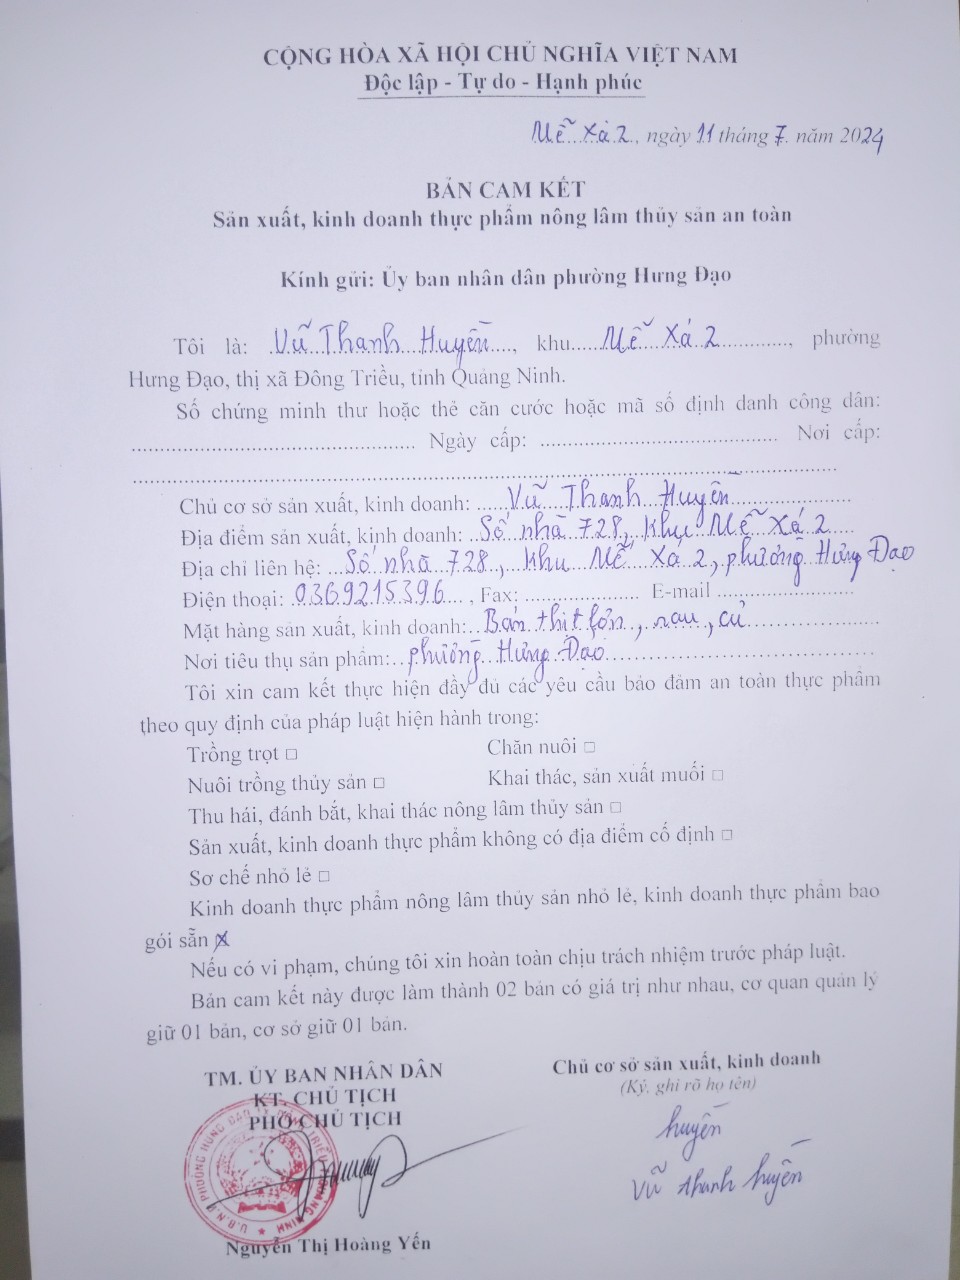 CỘNG HÒA XÃ HỘI CHỦ NGHĨA VIỆT NAM
Độc lập - Tự do - Hạnh phúc
Mễ Xá 2, ngày 11 tháng 7. năm 2024
BẢN CAM KẾT
Sản xuất, kinh doanh thực phẩm nông lâm thủy sản an toàn
Kính gửi: Ủy ban nhân dân phường Hưng Đạo
Tôi là: Vũ Thanh Huyền, khu Mễ Xá 2, phường
Hưng Đạo, thị xã Đông Triều, tỉnh Quảng Ninh.
Số chứng minh thư hoặc thẻ căn cước hoặc mã số định danh công dân:
Ngày cấp: Nơi cấp:
Chủ cơ sở sản xuất, kinh doanh: Vũ Thanh Huyền
Địa điểm sản xuất, kinh doanh: Số nhà 728, Khu Mễ Xá 2
Địa chỉ liên hệ: Số nhà 728, Khu Mễ Xá 2, phường Hưng Đạo
Điện thoại: 0369215396, Fax: E-mail
Mặt hàng sản xuất, kinh doanh: Bán thịt lợn, rau, củ
Nơi tiêu thụ sản phẩm: phường Hưng Đạo
Tôi xin cam kết thực hiện đầy đủ các yêu cầu bảo đảm an toàn thực phẩm
theo quy định của pháp luật hiện hành trong:
Trồng trọt □ Chăn nuôi □
Nuôi trồng thủy sản □ Khai thác, sản xuất muối □
Thu hái, đánh bắt, khai thác nông lâm thủy sản □
Sản xuất, kinh doanh thực phẩm không có địa điểm cố định □
Sơ chế nhỏ lẻ □
Kinh doanh thực phẩm nông lâm thủy sản nhỏ lẻ, kinh doanh thực phẩm bao
gói sẵn ☒
Nếu có vi phạm, chúng tôi xin hoàn toàn chịu trách nhiệm trước pháp luật.
Bản cam kết này được làm thành 02 bản có giá trị như nhau, cơ quan quản lý
giữ 01 bản, cơ sở giữ 01 bản.
TM. ỦY BAN NHÂN DÂN
KT. CHỦ TỊCH
PHÓ CHỦ TỊCH
U.B.N.D PHƯỜNG HƯNG ĐẠO
Nguyễn Thị Hoàng Yến
Chủ cơ sở sản xuất, kinh doanh
(Ký, ghi rõ họ tên)
huyền
Vũ thanh huyền